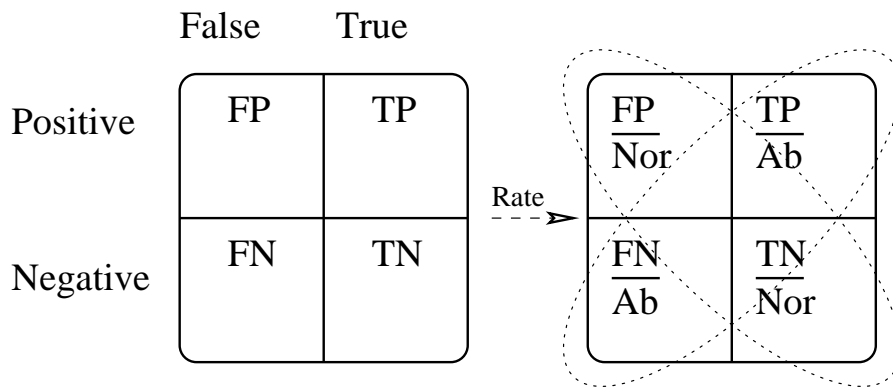 False True
Positive FP TP FP TP
Nor Ab
Rate
Negative FN TN FN TN
Ab Nor